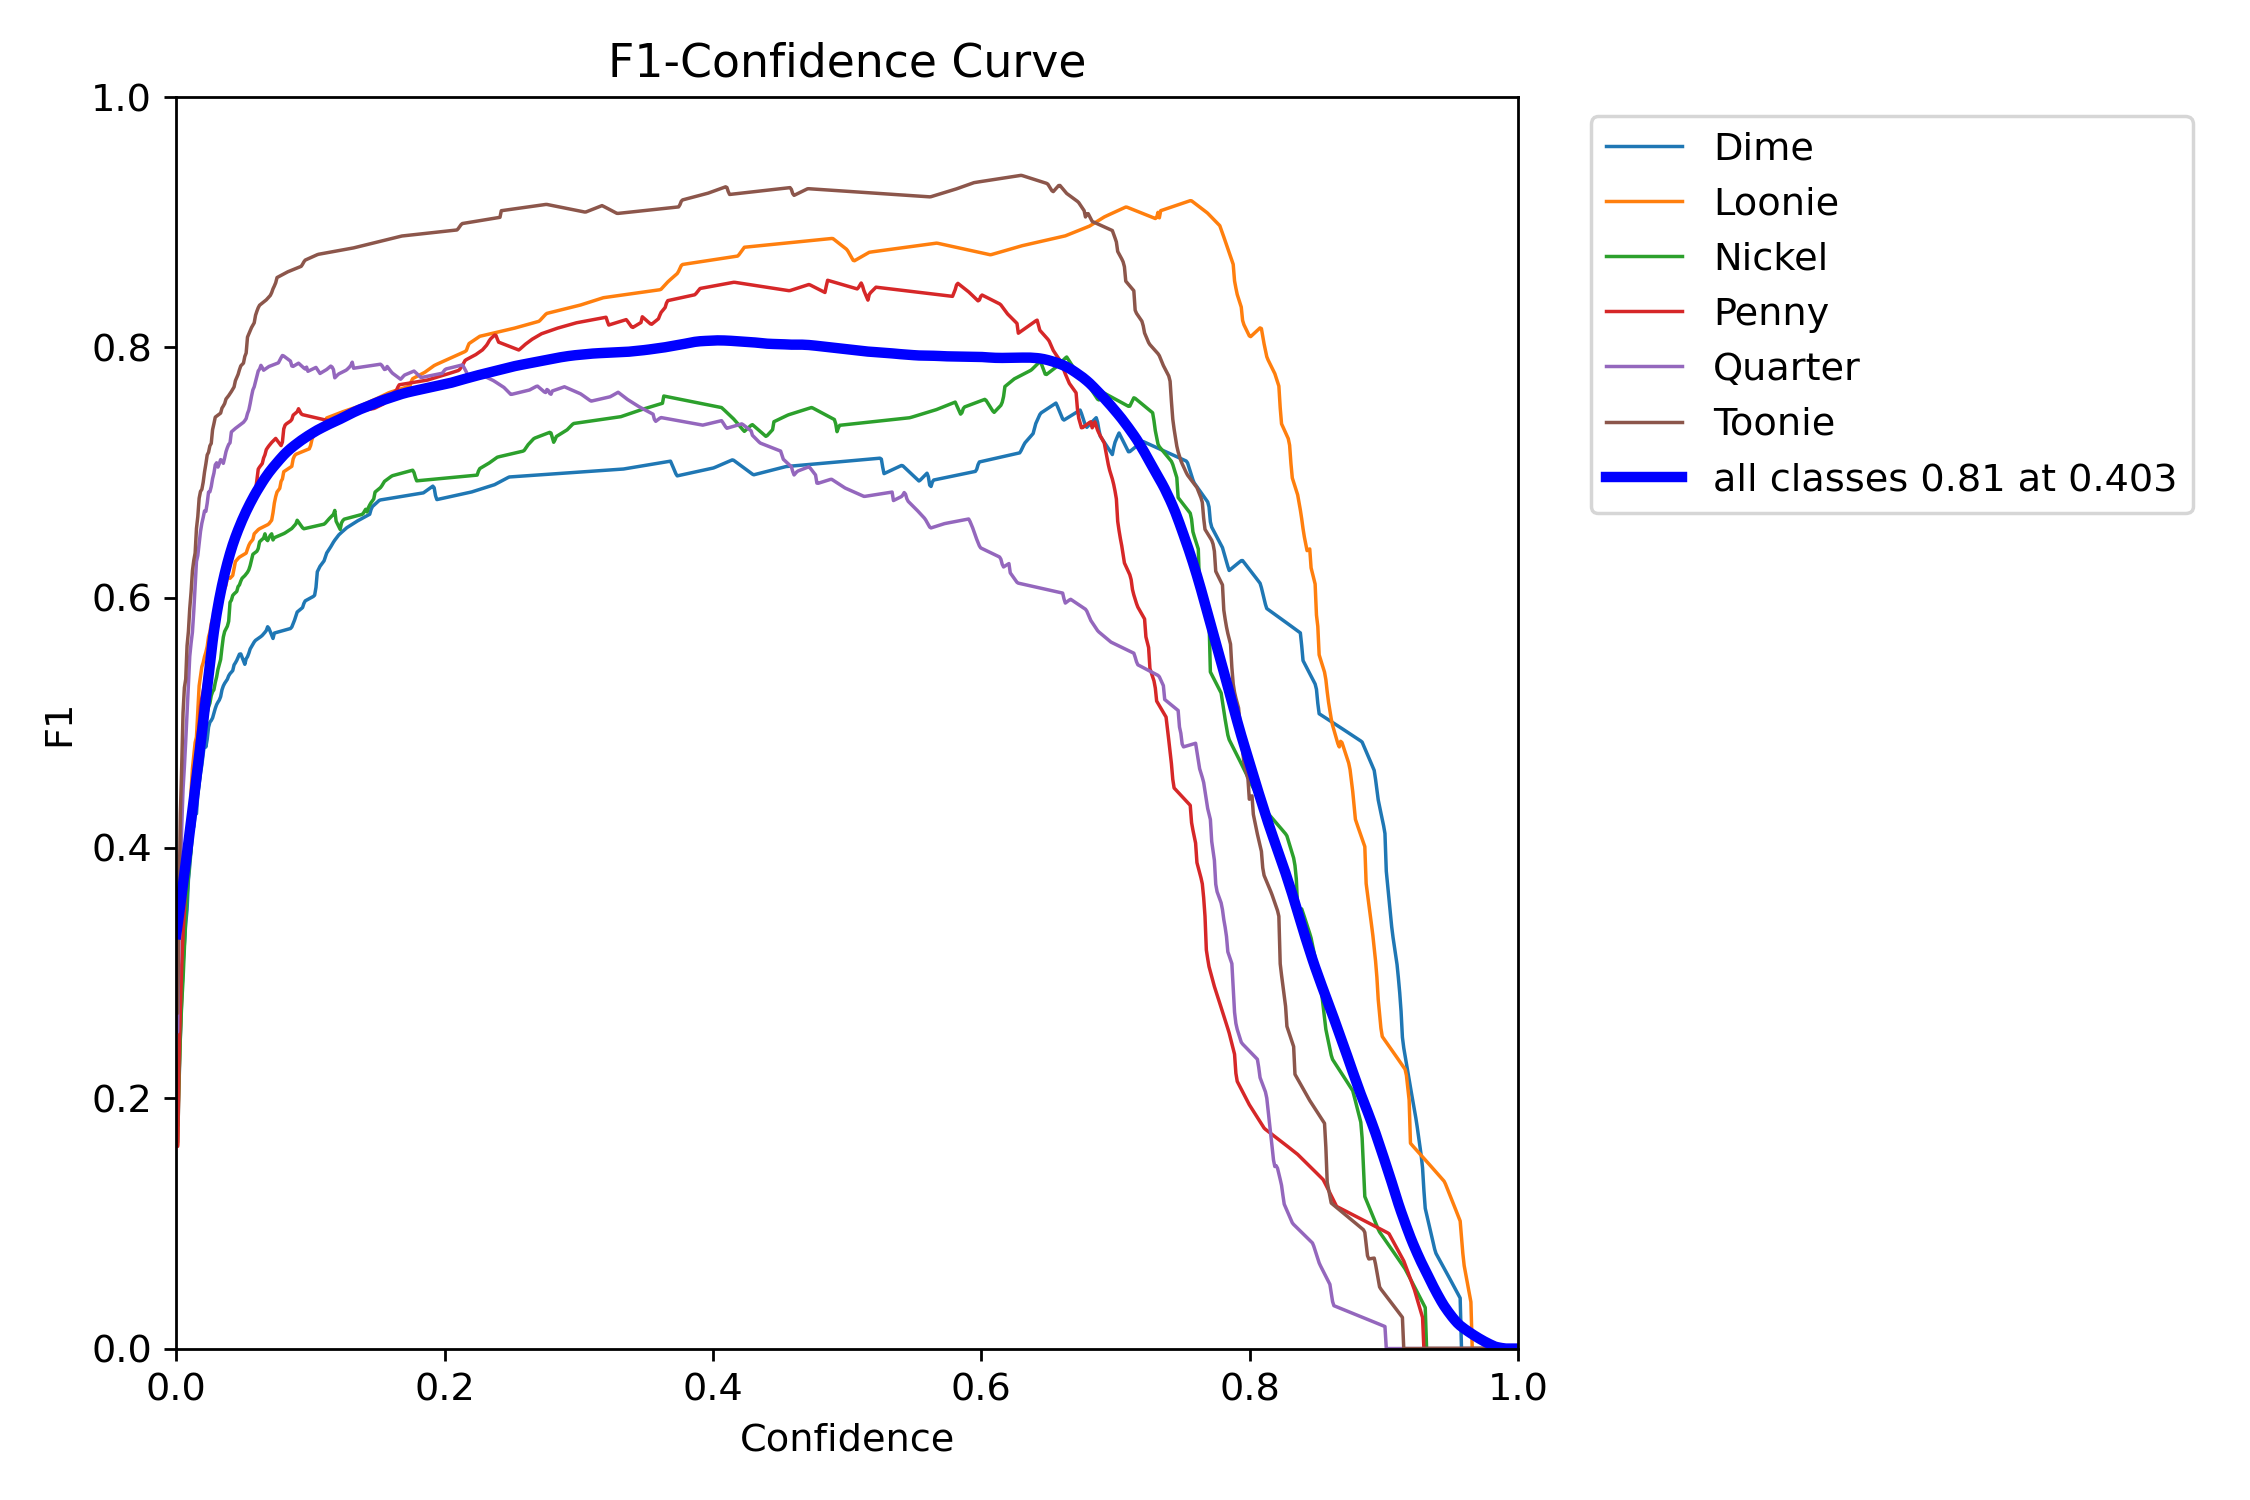 F1-Confidence Curve
1.0
0.8
0.6
0.4
0.2
0.0
F1
0.0 0.2 0.4 0.6 0.8 1.0
Confidence
Dime
Loonie
Nickel
Penny
Quarter
Toonie
all classes 0.81 at 0.403